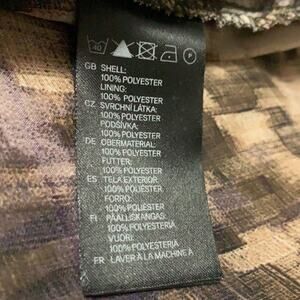 40 P
GB SHELL:
100% POLYESTER
LINING:
100% POLYESTER
CZ SVRCHNÍ LÁTKA:
100% POLYESTER
PODŠÍVKA:
100% POLYESTER
DE OBERMATERIAL:
100% POLYESTER
FUTTER:
100% POLYESTER
ES TELA EXTERIOR:
100% POLIÉSTER
FORRO:
100% POLIÉSTER
FI PÄÄLLISKANGAS:
100% POLYESTERIA
VUORI:
100% POLYESTERIA
FR LAVER À LA MACHINE A